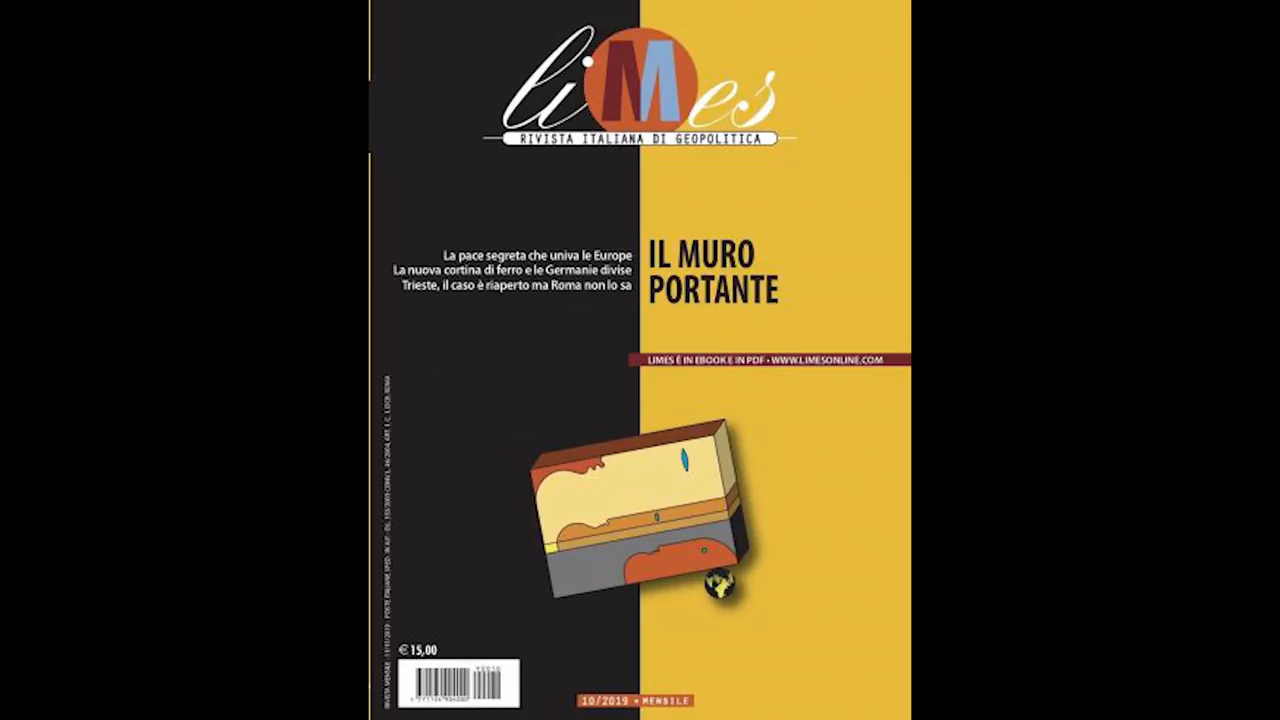 liMes
RIVISTA ITALIANA DI GEOPOLITICA
La pace segreta che univa le Europe
La nuova cortina di ferro e le Germanie divise
Trieste, il caso è riaperto ma Roma non lo sa
IL MURO
PORTANTE
LIMES È IN EBOOK E IN PDF • WWW.LIMESONLINE.COM
€ 15,00
90010
10/2019 • MENSILE